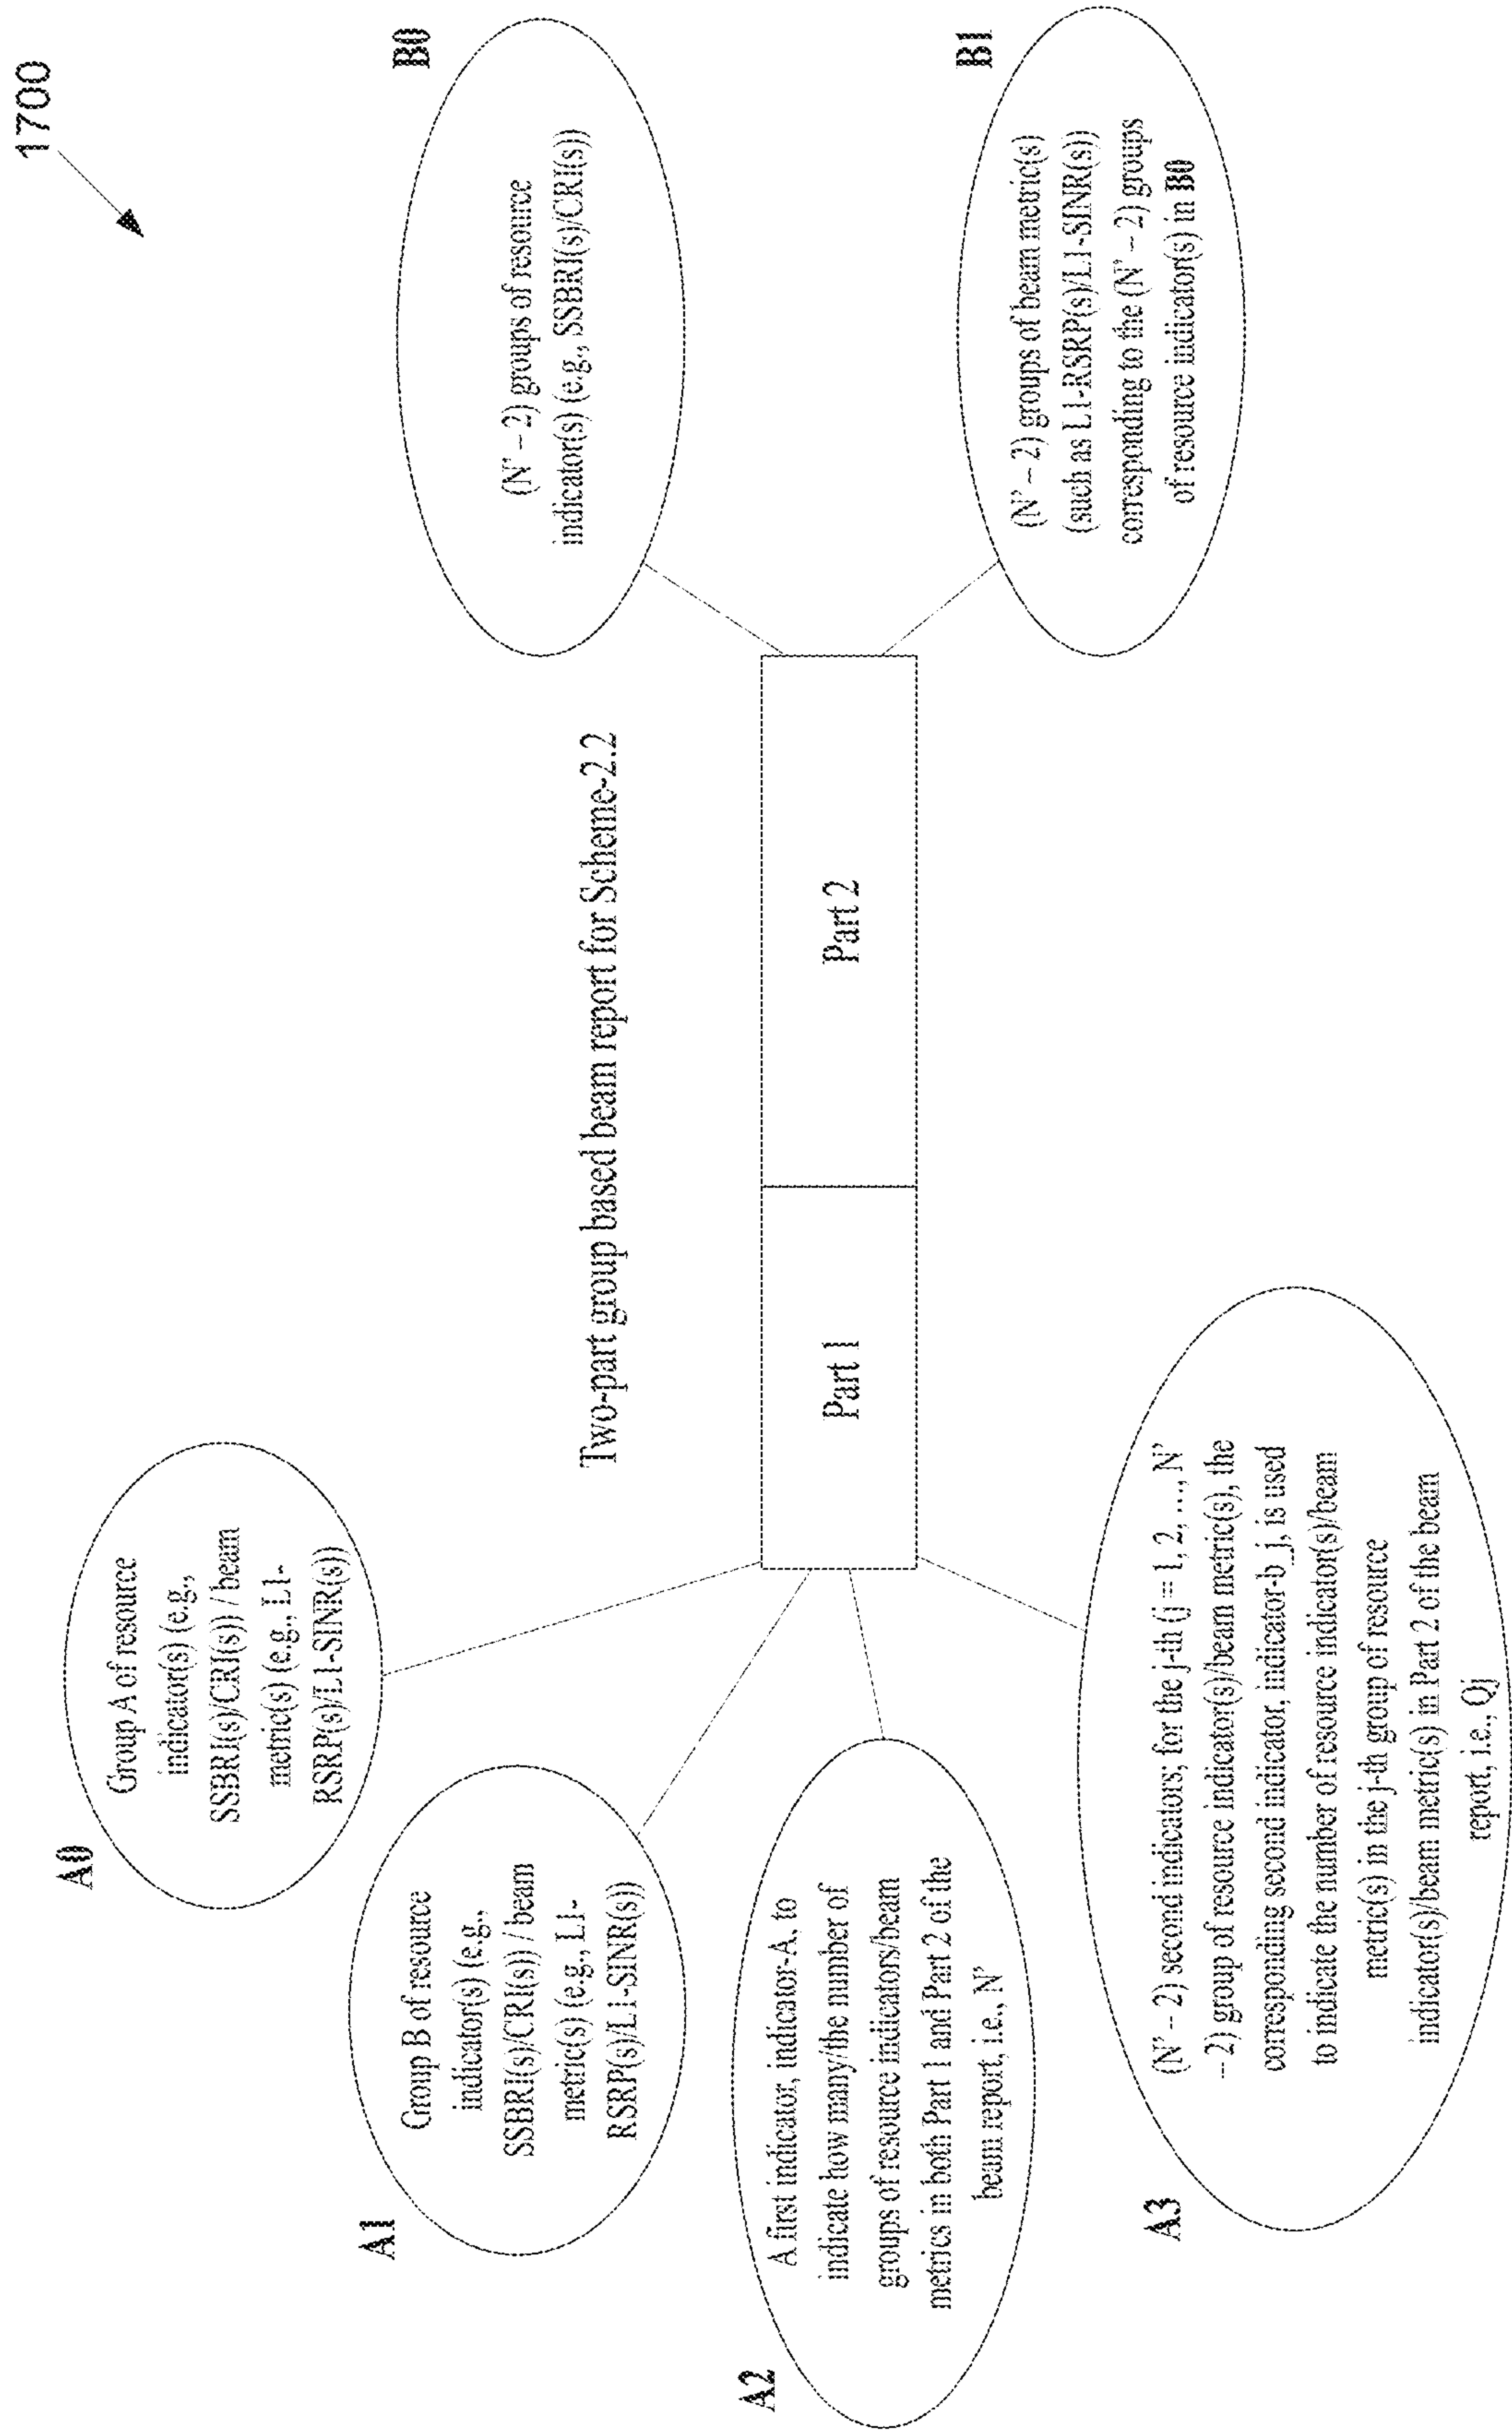 1700
A0
Group A of resource
indicator(s) (e.g.,
SSBRI(s)/CRI(s)) / beam
metric(s) (e.g., L1-
RSRP(s)/L1-SINR(s))
A1
Group B of resource
indicator(s) (e.g.,
SSBRI(s)/CRI(s)) / beam
metric(s) (e.g., L1-
RSRP(s)/L1-SINR(s))
A2
A first indicator, indicator-A, to
indicate how many/the number of
groups of resource indicators/beam
metrics in both Part 1 and Part 2 of the
beam report, i.e., N'
A3
(N' – 2) second indicators; for the j-th (j = 1, 2, …, N'
– 2) group of resource indicator(s)/beam metric(s), the
corresponding second indicator, indicator-b_j, is used
to indicate the number of resource indicator(s)/beam
metric(s) in the j-th group of resource
indicator(s)/beam metric(s) in Part 2 of the beam
report, i.e., Qj
Two-part group based beam report for Scheme-2.2
Part 1
Part 2
B0
(N' – 2) groups of resource
indicator(s) (e.g., SSBRI(s)/CRI(s))
B1
(N' – 2) groups of beam metric(s)
(such as L1-RSRP(s)/L1-SINR(s))
corresponding to the (N' – 2) groups
of resource indicator(s) in B0